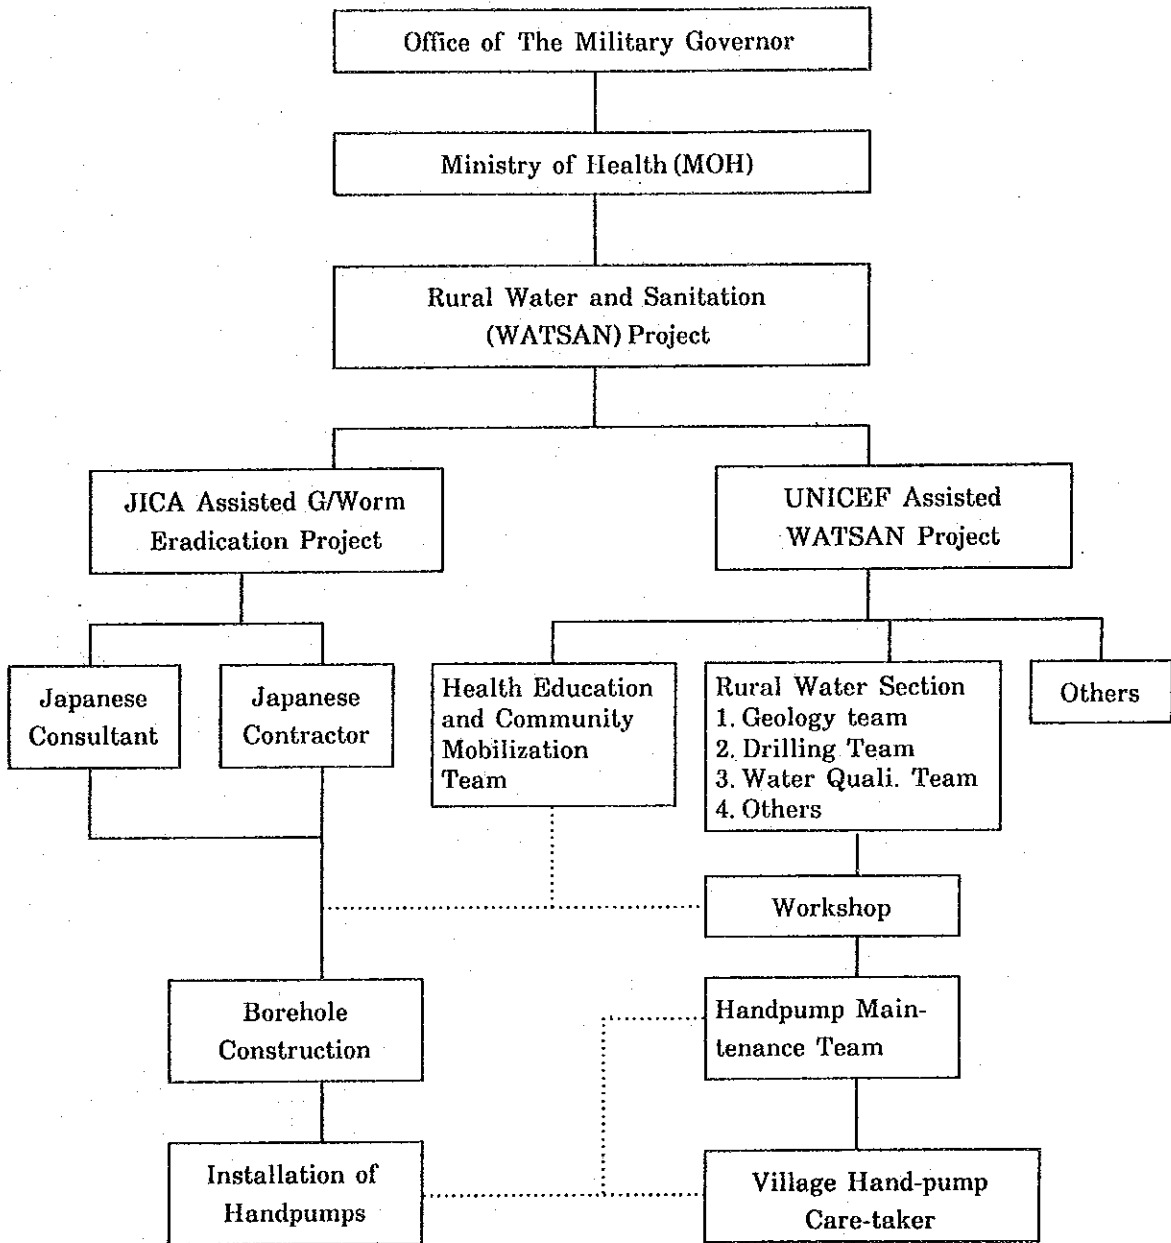 Office of The Military Governor
Ministry of Health (MOH)
Rural Water and Sanitation
(WATSAN) Project
JICA Assisted G/Worm
Eradication Project
UNICEF Assisted
WATSAN Project
Japanese
Consultant
Japanese
Contractor
Health Education
and Community
Mobilization
Team
Rural Water Section
1. Geology team
2. Drilling Team
3. Water Quali. Team
4. Others
Others
Workshop
Borehole
Construction
Handpump Main-
tenance Team
Installation of
Handpumps
Village Hand-pump
Care-taker